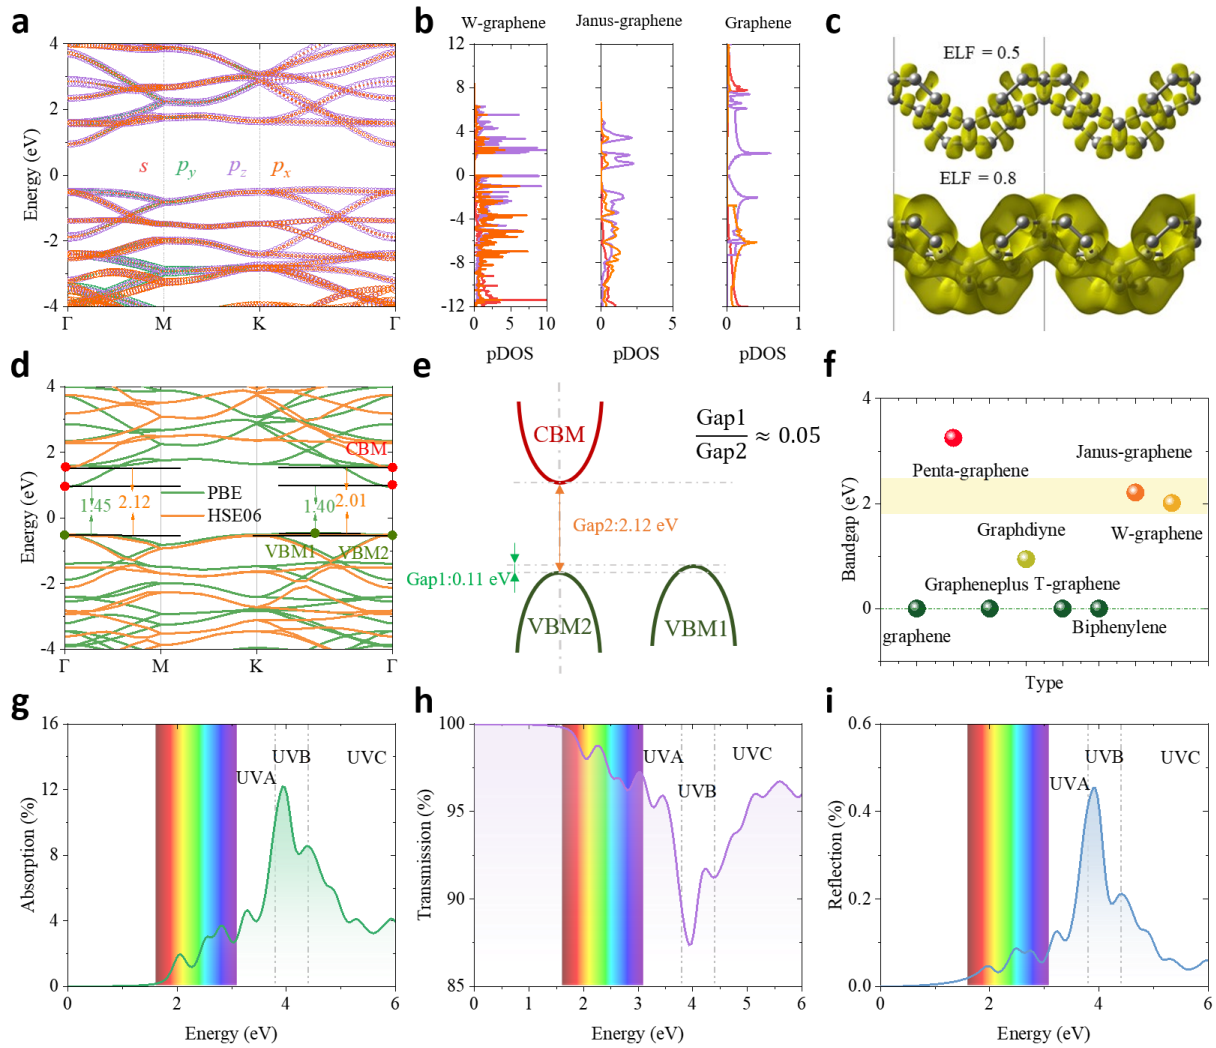 a
4
2
0
-2
-4
Energy (eV)
s
p_y
p_z
p_x
Γ
M
K
Γ
b
W-graphene
Janus-graphene
Graphene
12
8
4
0
-4
-8
-12
0
5
10
0
5
0
1
pDOS
pDOS
pDOS
c
ELF = 0.5
ELF = 0.8
d
4
2
0
-2
-4
Energy (eV)
CBM
PBE
HSE06
1.45
2.12
1.40
2.01
VBM1
VBM2
Γ
M
K
Γ
e
CBM
Gap1
Gap2
≈ 0.05
Gap2:2.12 eV
Gap1:0.11 eV
VBM2
VBM1
f
4
2
0
Bandgap (eV)
Penta-graphene
Janus-graphene
Graphdiyne
W-graphene
Grapheneplus
T-graphene
graphene
Biphenylene
Type
g
16
12
8
4
0
Absorption (%)
UVA
UVB
UVC
0
2
4
6
Energy (eV)
h
100
95
90
85
Transmission (%)
UVA
UVB
UVC
0
1
2
3
4
5
6
Energy (eV)
i
0.6
0.4
0.2
0.0
Reflection (%)
UVA
UVB
UVC
0
2
4
6
Energy (eV)